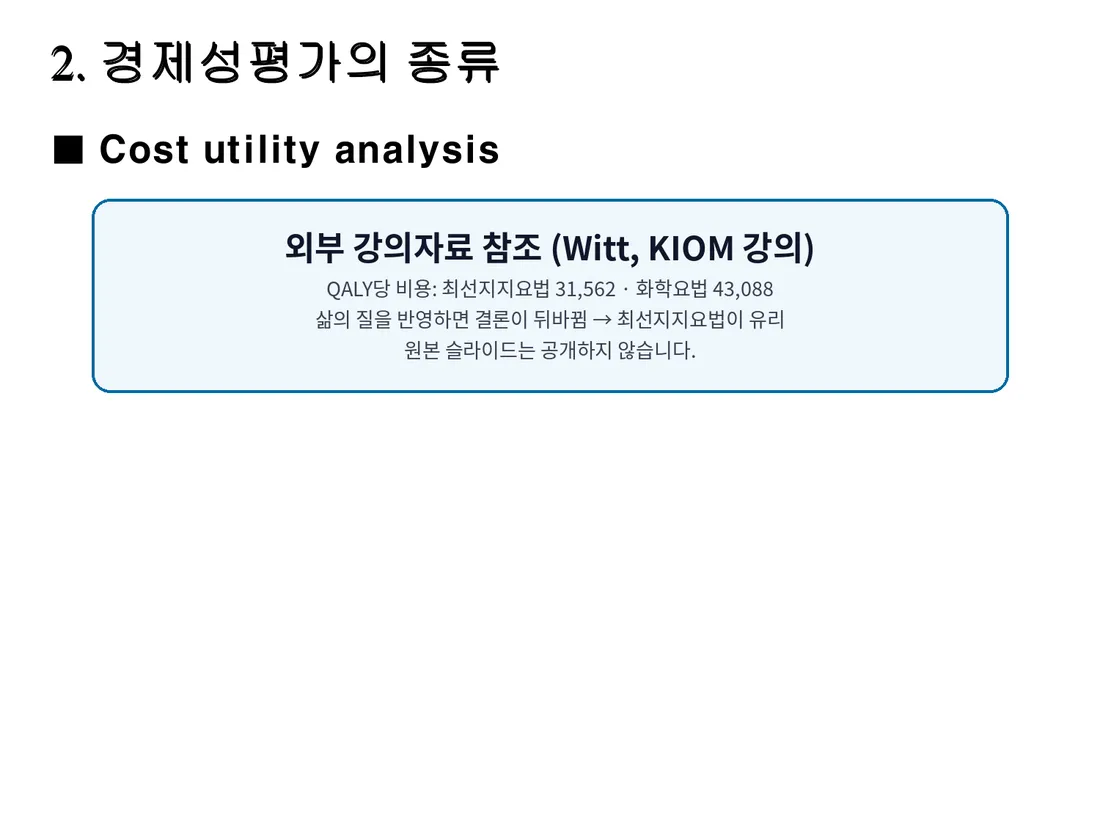 2. 경제성평가의 종류
■ Cost utility analysis
외부 강의자료 참조 (Witt, KIOM 강의)
QALY당 비용: 최선지지요법 31,562 · 화학요법 43,088
삶의 질을 반영하면 결론이 뒤바뀜 → 최선지지요법이 유리
원본 슬라이드는 공개하지 않습니다.